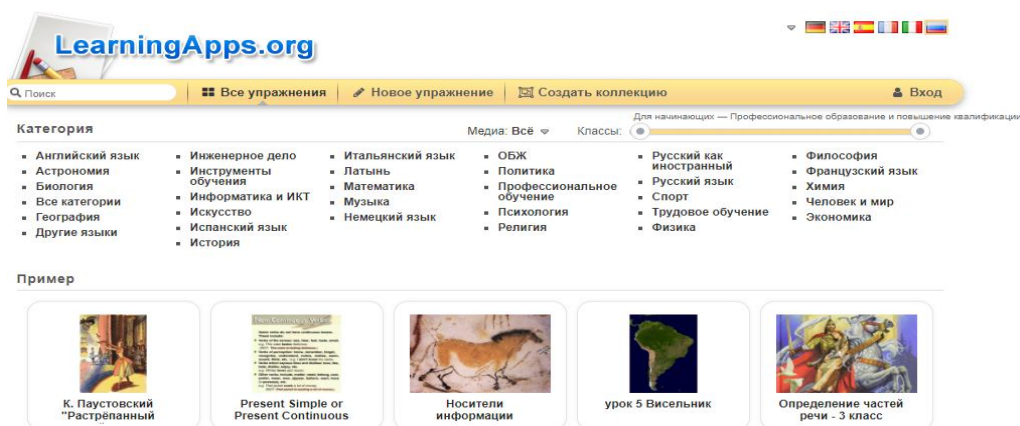 LearningApps.org
Поиск
Все упражнения
Новое упражнение
Создать коллекцию
Вход
Категория
Медиа: Всё
Классы:
Для начинающих — Профессиональное образование и повышение квалификации
Английский язык
Астрономия
Биология
Все категории
География
Другие языки
Инженерное дело
Инструменты
обучения
Информатика и ИКТ
Искусство
Испанский язык
История
Итальянский язык
Латынь
Математика
Музыка
Немецкий язык
ОБЖ
Политика
Профессиональное
обучение
Психология
Религия
Русский как
иностранный
Русский язык
Спорт
Трудовое обучение
Физика
Философия
Французский язык
Химия
Человек и мир
Экономика
Пример
К. Паустовский
"Растрёпанный
Present Simple or
Present Continuous
Носители
информации
урок 5 Висельник
Определение частей
речи - 3 класс